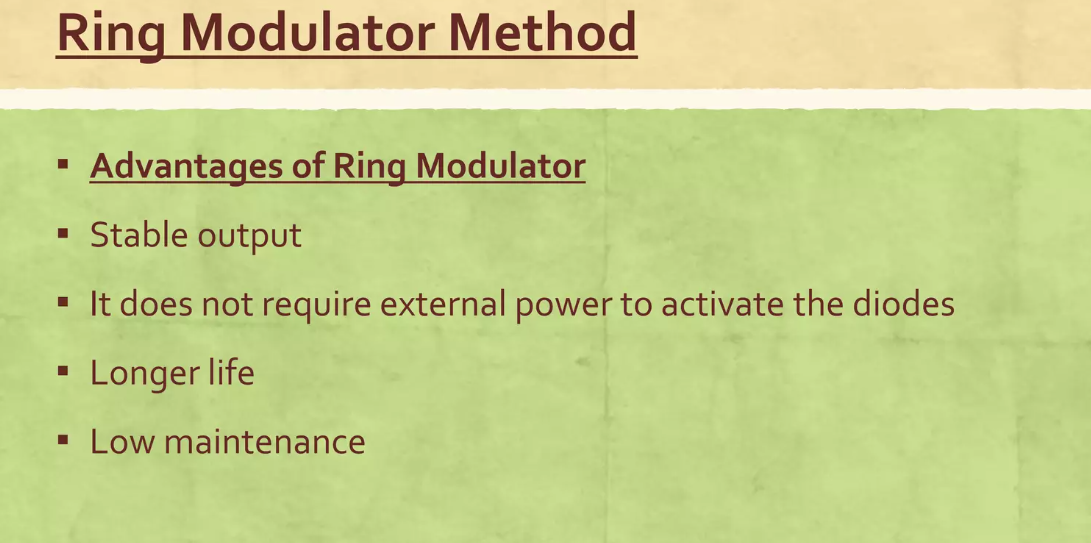 Ring Modulator Method
▪ Advantages of Ring Modulator
▪ Stable output
▪ It does not require external power to activate the diodes
▪ Longer life
▪ Low maintenance